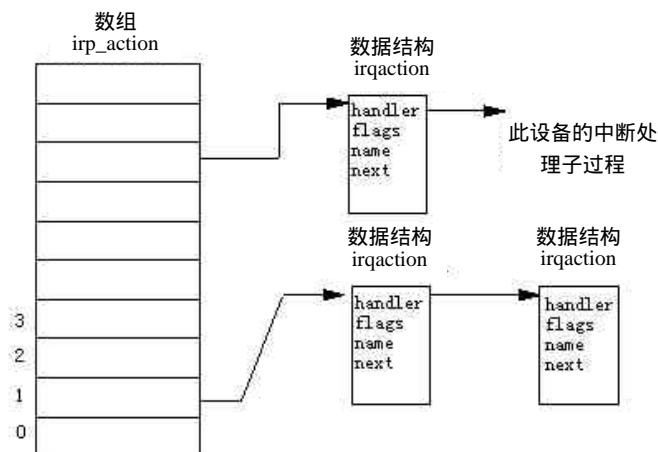 数组
irp_action
数据结构
irqaction
handler
flags
name
next
此设备的中断处
理子过程
数据结构
irqaction
数据结构
irqaction
handler
flags
name
next
handler
flags
name
next
3
2
1
0